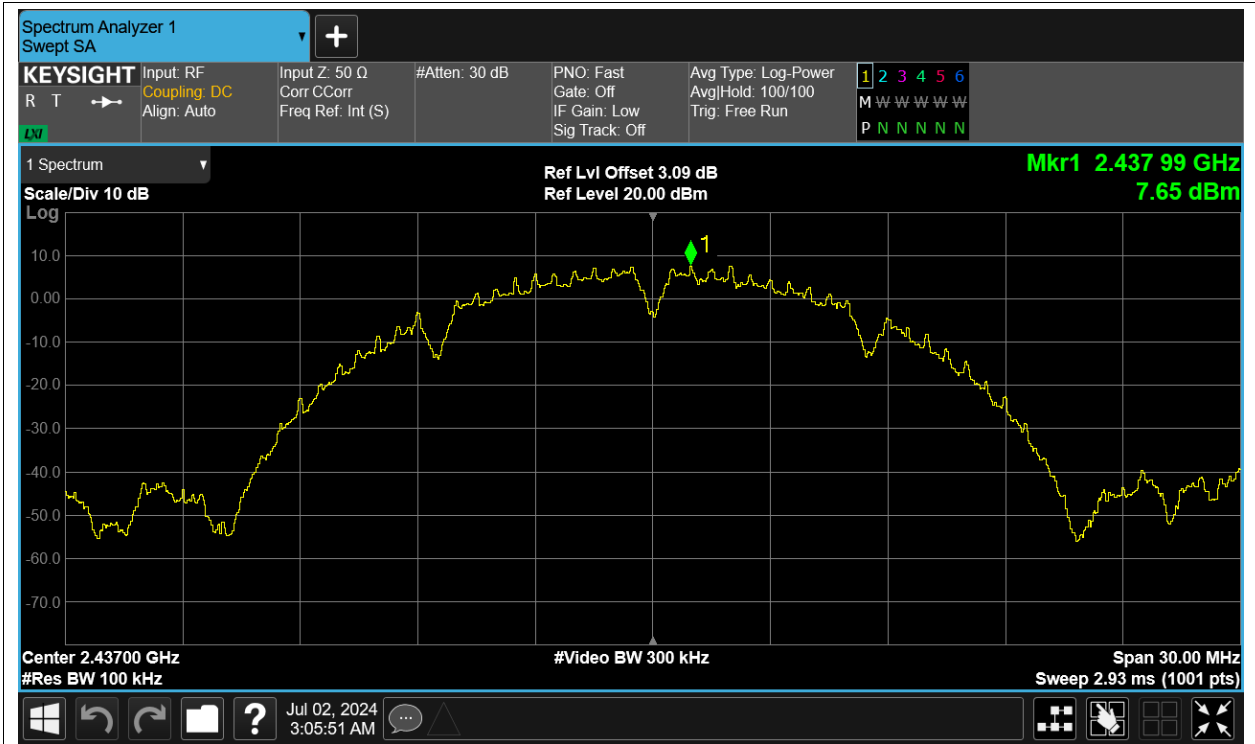 Spectrum Analyzer 1
Swept SA
+
KEYSIGHT
R T
LXI
Input: RF
Coupling: DC
Align: Auto
Input Z: 50 Ω
Corr CCorr
Freq Ref: Int (S)
#Atten: 30 dB
PNO: Fast
Gate: Off
IF Gain: Low
Sig Track: Off
Avg Type: Log-Power
Avg|Hold: 100/100
Trig: Free Run
1 2 3 4 5 6
M W W W W W
P N N N N N
1 Spectrum
Scale/Div 10 dB
Log
Ref Lvl Offset 3.09 dB
Ref Level 20.00 dBm
Mkr1 2.437 99 GHz
7.65 dBm
1
10.0
0.00
-10.0
-20.0
-30.0
-40.0
-50.0
-60.0
-70.0
Center 2.43700 GHz
#Video BW 300 kHz
Span 30.00 MHz
#Res BW 100 kHz
Sweep 2.93 ms (1001 pts)
?
Jul 02, 2024
3:05:51 AM